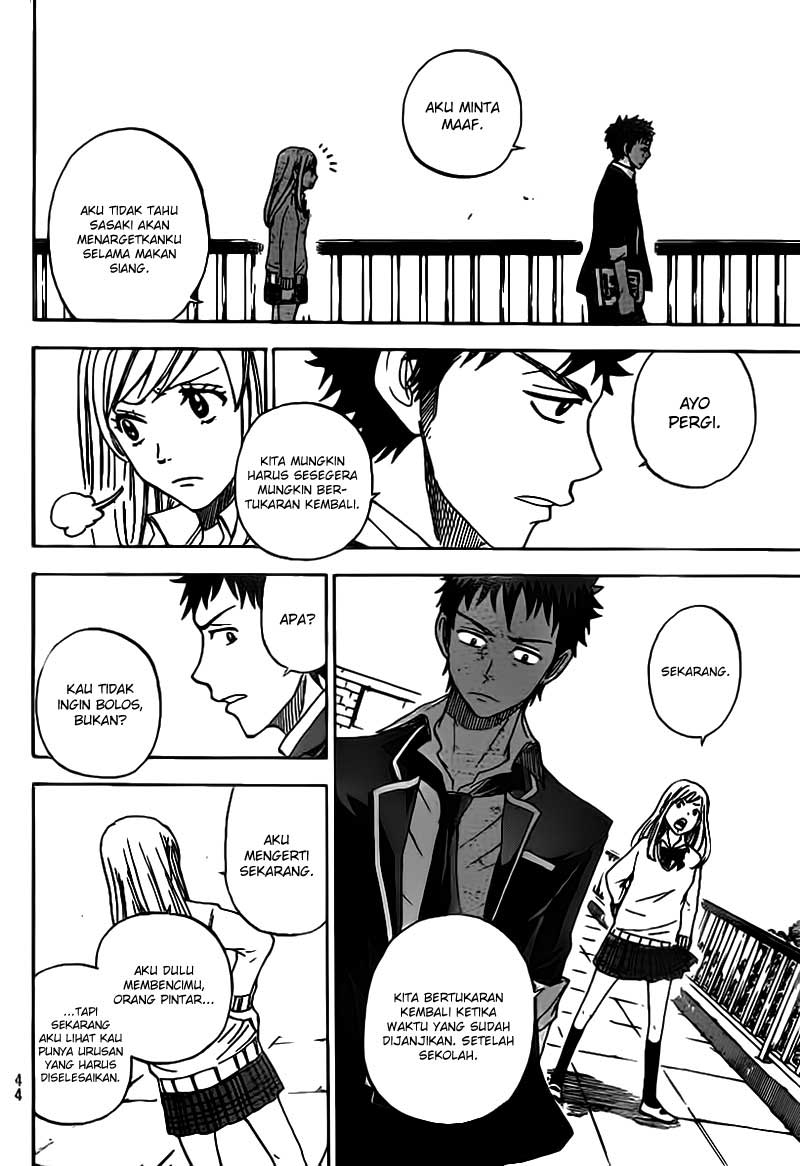 AKU MINTA
MAAF.
AKU TIDAK TAHU
SASAKI AKAN
MENARGETKANKU
SELAMA MAKAN
SIANG.
AYO
PERGI.
KITA MUNGKIN
HARUS SESEGERA
MUNGKIN BER-
TUKARAN KEMBALI.
APA?
KAU TIDAK
INGIN BOLOS,
BUKAN?
SEKARANG.
KITA BERTUKARAN
KEMBALI KETIKA
WAKTU YANG SUDAH
DIJANJIKAN. SETELAH
SEKOLAH.
AKU
MENGERTI
SEKARANG.
AKU DULU
MEMBENCIMU,
ORANG PINTAR...
...TAPI
SEKARANG
AKU LIHAT KAU
PUNYA URUSAN
YANG HARUS
DISELESAIKAN.
44